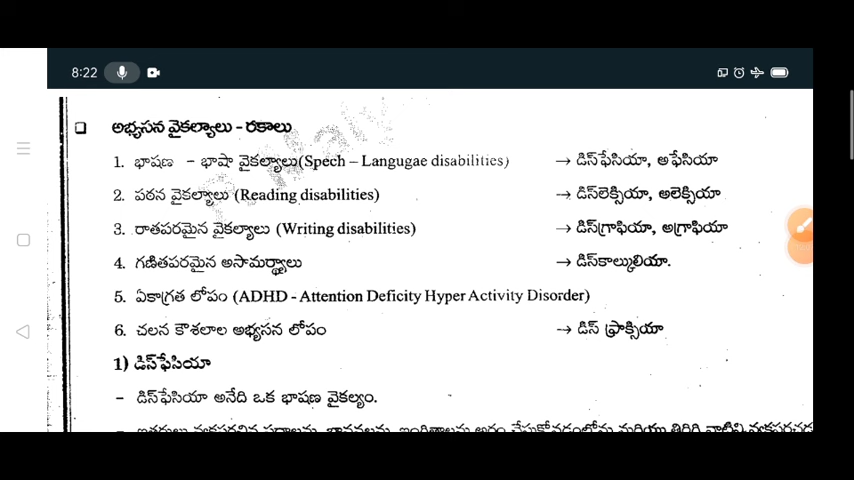 8:22
❑ అభ్యసన వైకల్యాలు - రకాలు
1. భాషణ - భాషా వైకల్యాలు(Spech – Langugae disabilities) → డిస్‌ఫేసియా, అఫేసియా
2. పఠన వైకల్యాలు (Reading disabilities) → డిస్‌లెక్సియా, అలెక్సియా
3. రాతపరమైన వైకల్యాలు (Writing disabilities) → డిస్‌గ్రాఫియా, అగ్రాఫియా
4. గణితపరమైన అసామర్థ్యాలు → డిస్‌కాల్కులియా.
5. ఏకాగ్రత లోపం (ADHD - Attention Deficity Hyper Activity Disorder)
6. చలన కౌశలాల అభ్యసన లోపం → డిస్ ప్రాక్సియా
1) డిస్‌ఫేసియా
- డిస్‌ఫేసియా అనేది ఒక భాషణ వైకల్యం.